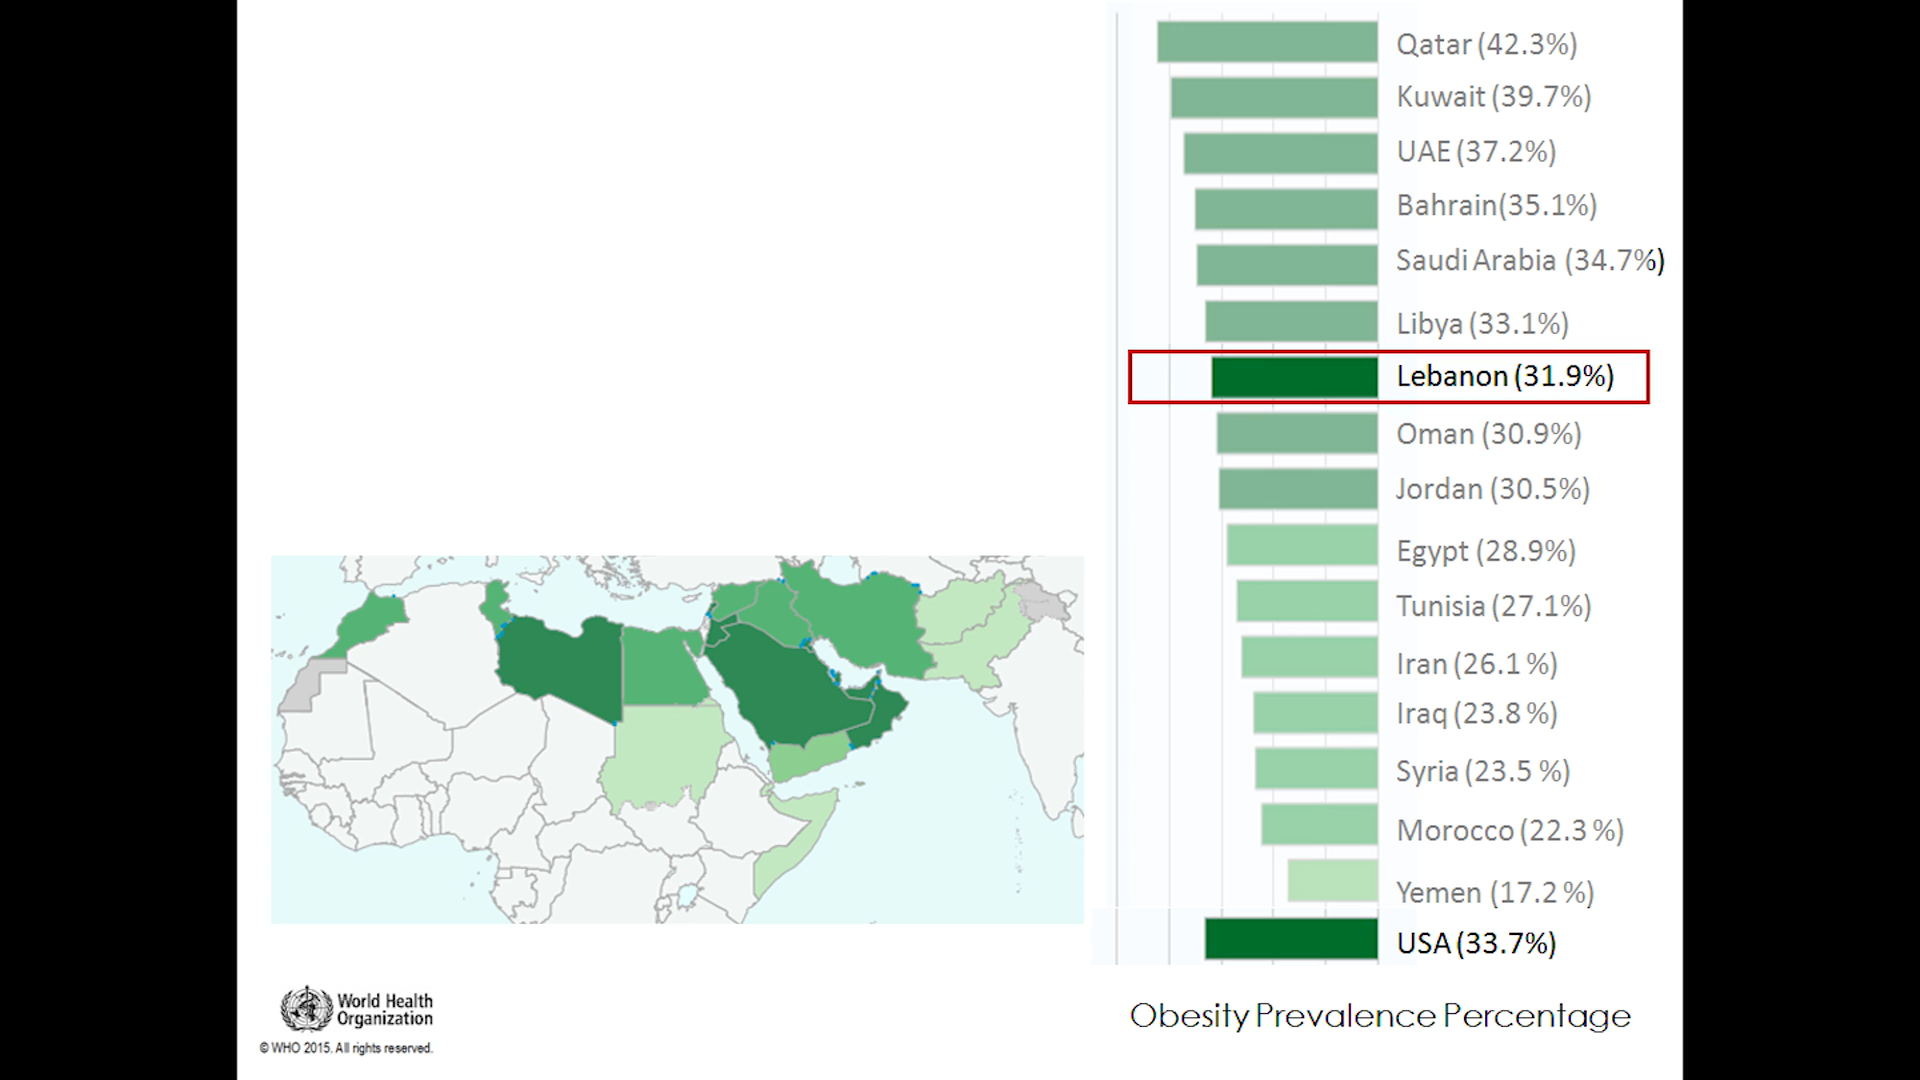 Qatar (42.3%)
Kuwait (39.7%)
UAE (37.2%)
Bahrain(35.1%)
Saudi Arabia (34.7%)
Libya (33.1%)
Lebanon (31.9%)
Oman (30.9%)
Jordan (30.5%)
Egypt (28.9%)
Tunisia (27.1%)
Iran (26.1 %)
Iraq (23.8 %)
Syria (23.5 %)
Morocco (22.3 %)
Yemen (17.2 %)
USA (33.7%)
Obesity Prevalence Percentage
World Health
Organization
© WHO 2015. All rights reserved.